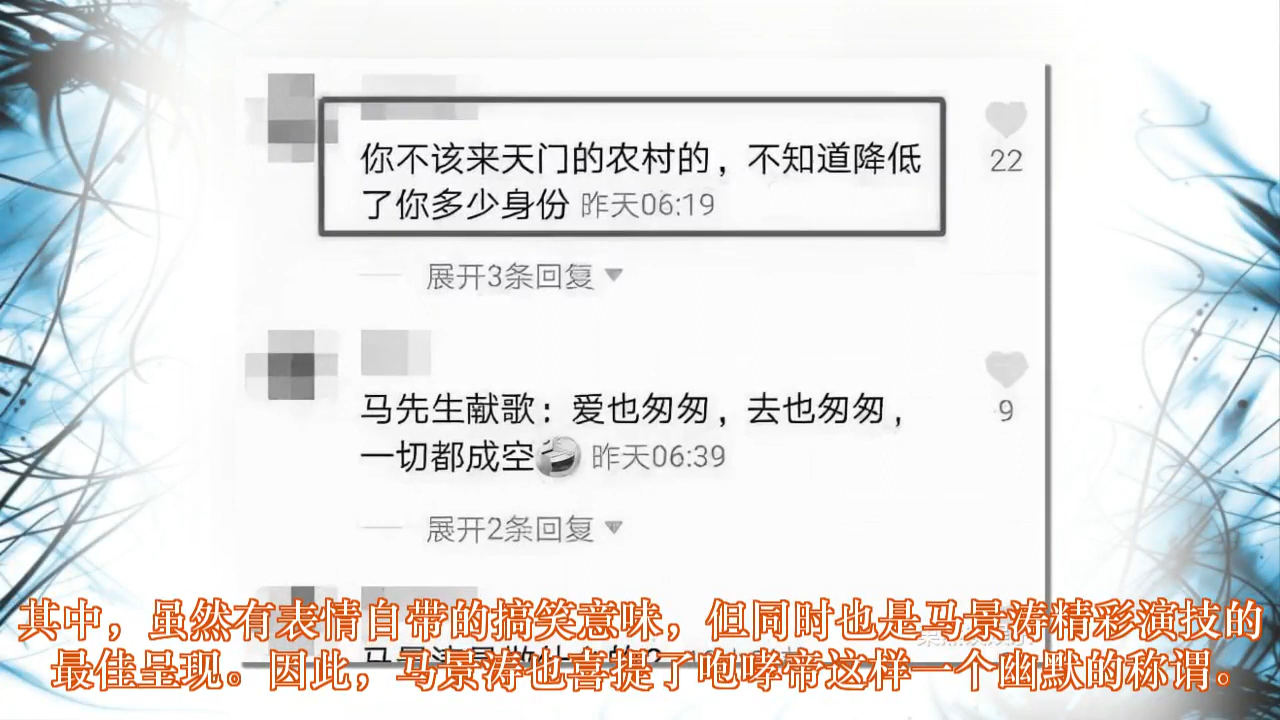 你不该来天门的农村的，不知道降低
了你多少身份 昨天06:19
22
展开3条回复
马先生献歌：爱也匆匆，去也匆匆，
一切都成空 昨天06:39
9
展开2条回复
其中，虽然有表情自带的搞笑意味，但同时也是马景涛精彩演技的
最佳呈现。因此，马景涛也喜提了咆哮帝这样一个幽默的称谓。